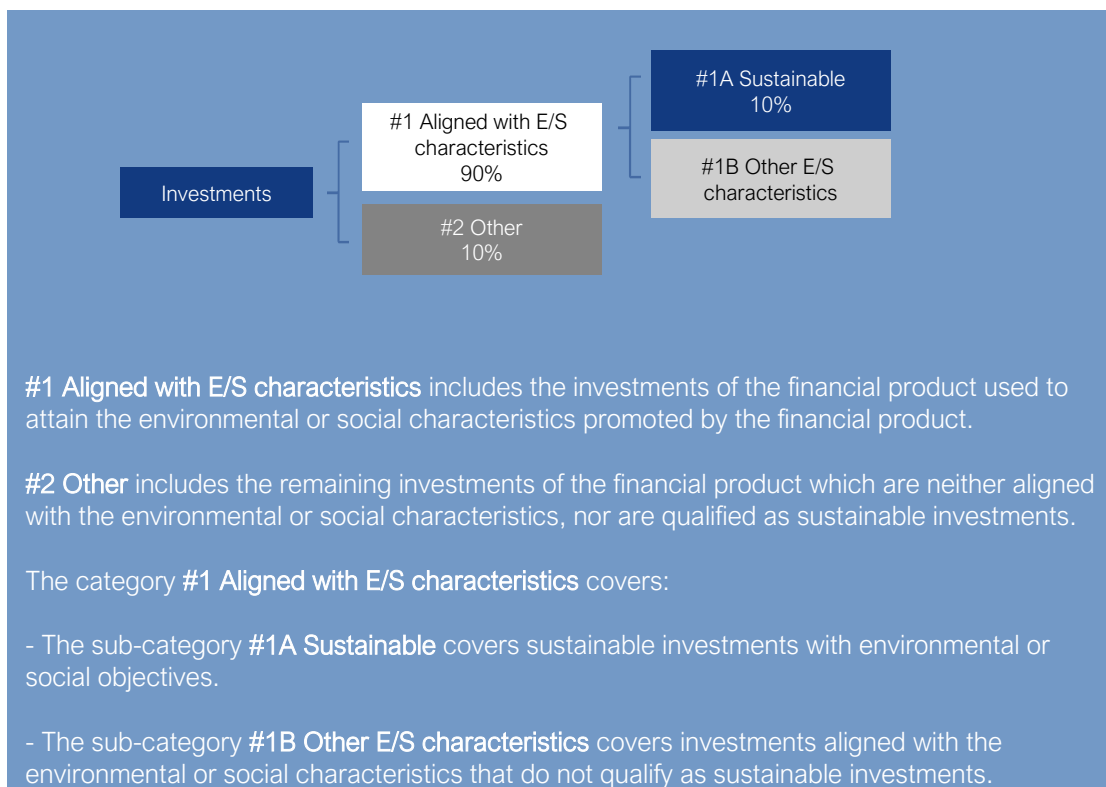 #1A Sustainable
10%
#1 Aligned with E/S
characteristics
90%
#1B Other E/S
characteristics
Investments
#2 Other
10%
#1 Aligned with E/S characteristics includes the investments of the financial product used to
attain the environmental or social characteristics promoted by the financial product.
#2 Other includes the remaining investments of the financial product which are neither aligned
with the environmental or social characteristics, nor are qualified as sustainable investments.
The category #1 Aligned with E/S characteristics covers:
- The sub-category #1A Sustainable covers sustainable investments with environmental or
social objectives.
- The sub-category #1B Other E/S characteristics covers investments aligned with the
environmental or social characteristics that do not qualify as sustainable investments.